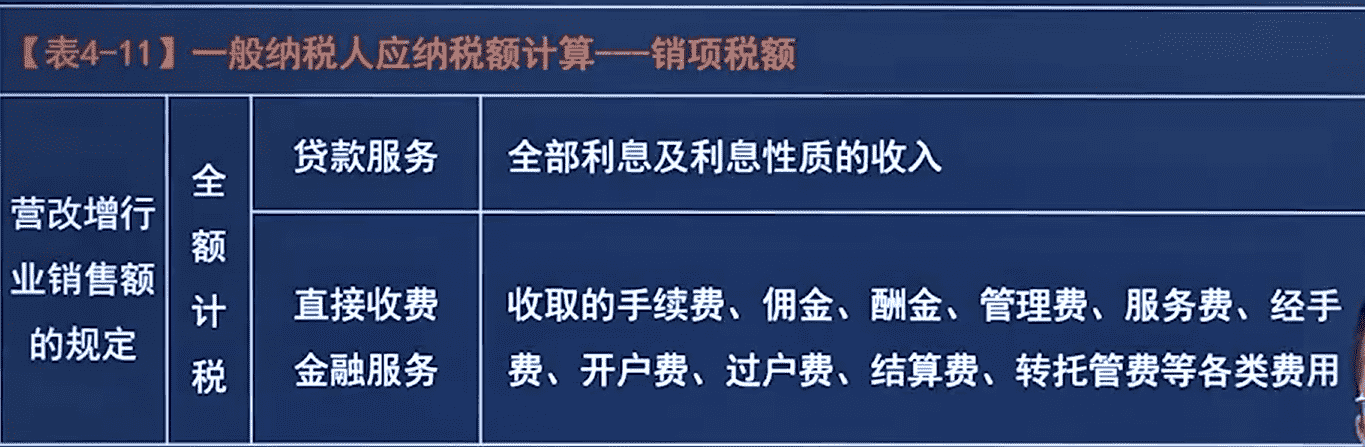 【表4-11】一般纳税人应纳税额计算---销项税额
营改增行
业销售额
的规定
全
额
计
税
贷款服务
全部利息及利息性质的收入
直接收费
金融服务
收取的手续费、佣金、酬金、管理费、服务费、经手
费、开户费、过户费、结算费、转托管费等各类费用